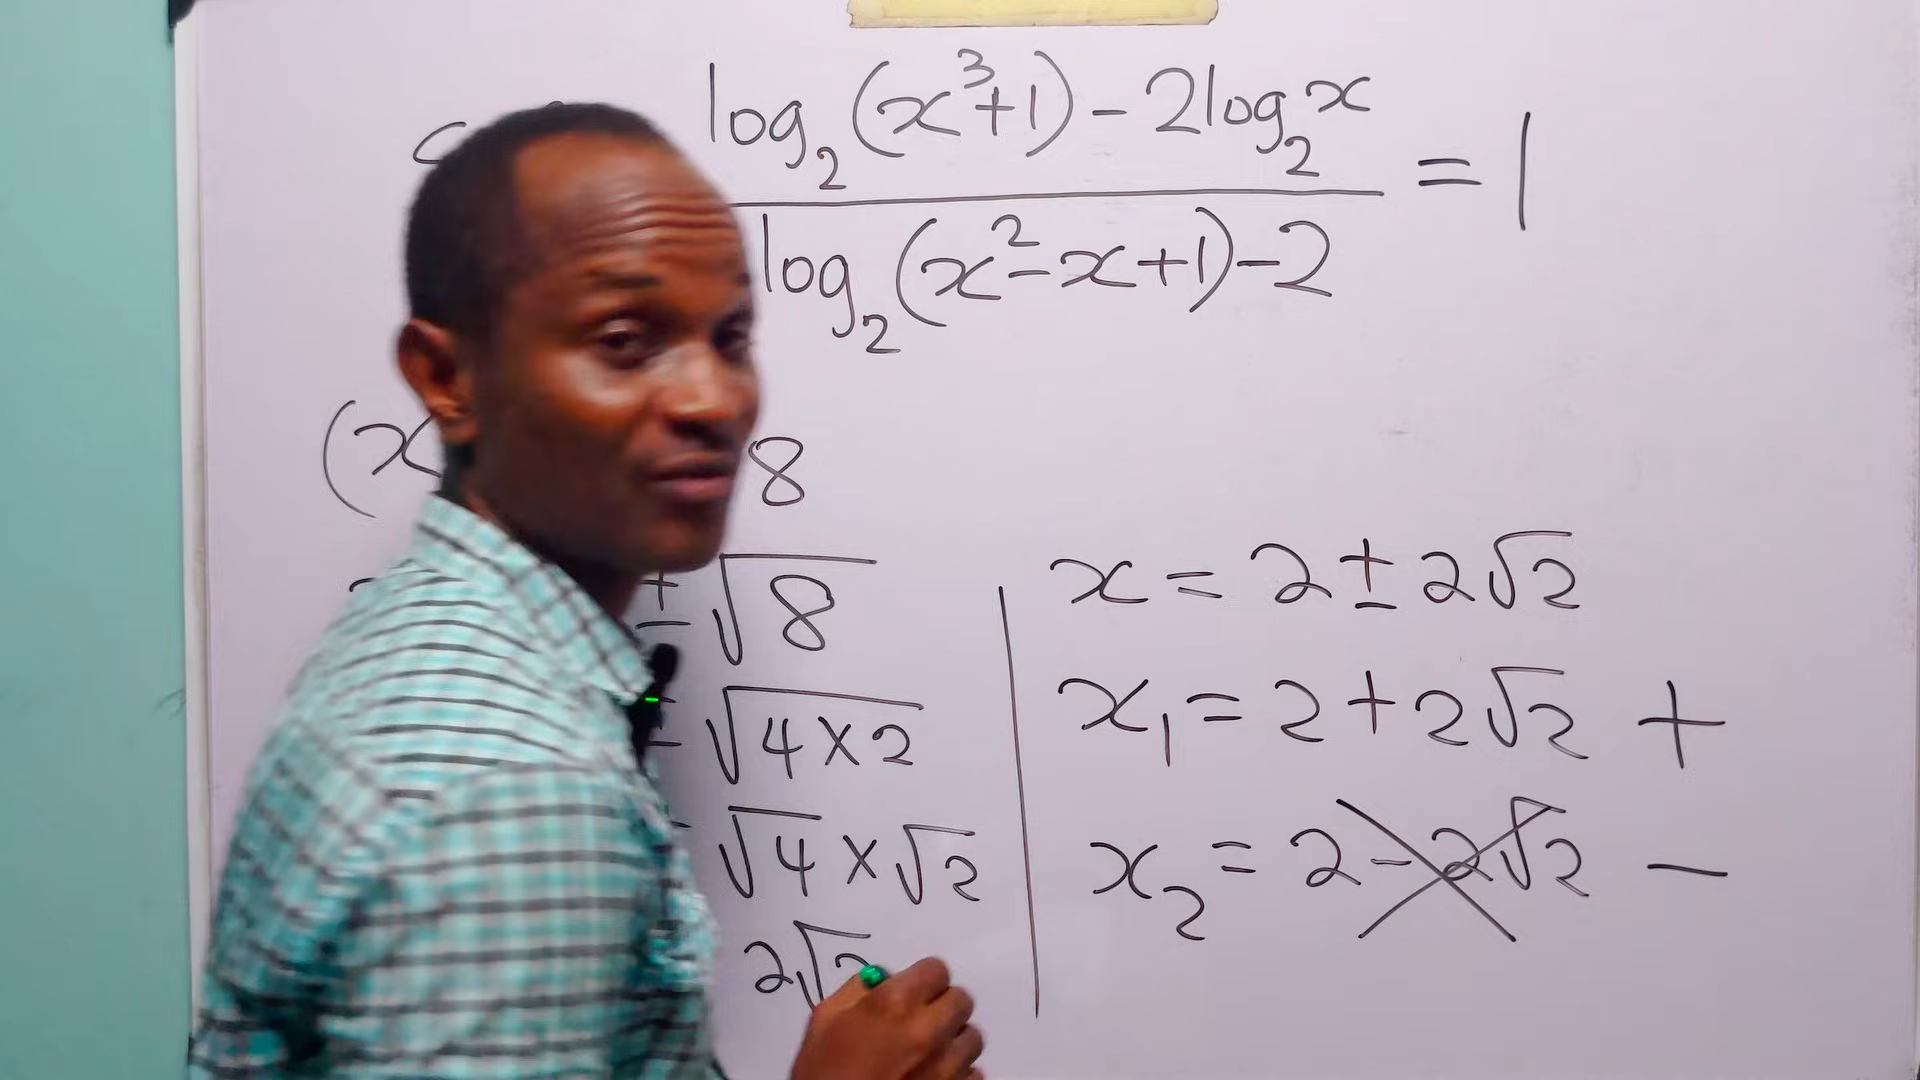 log₂(x³+1) - 2log₂x
――――――――――― = 1
log₂(x²-x+1) - 2
(x 8
± √8
√4×2
√4 × √2
2√2
x = 2 ± 2√2
x₁ = 2 + 2√2 +
x₂ = 2 - 2√2 −